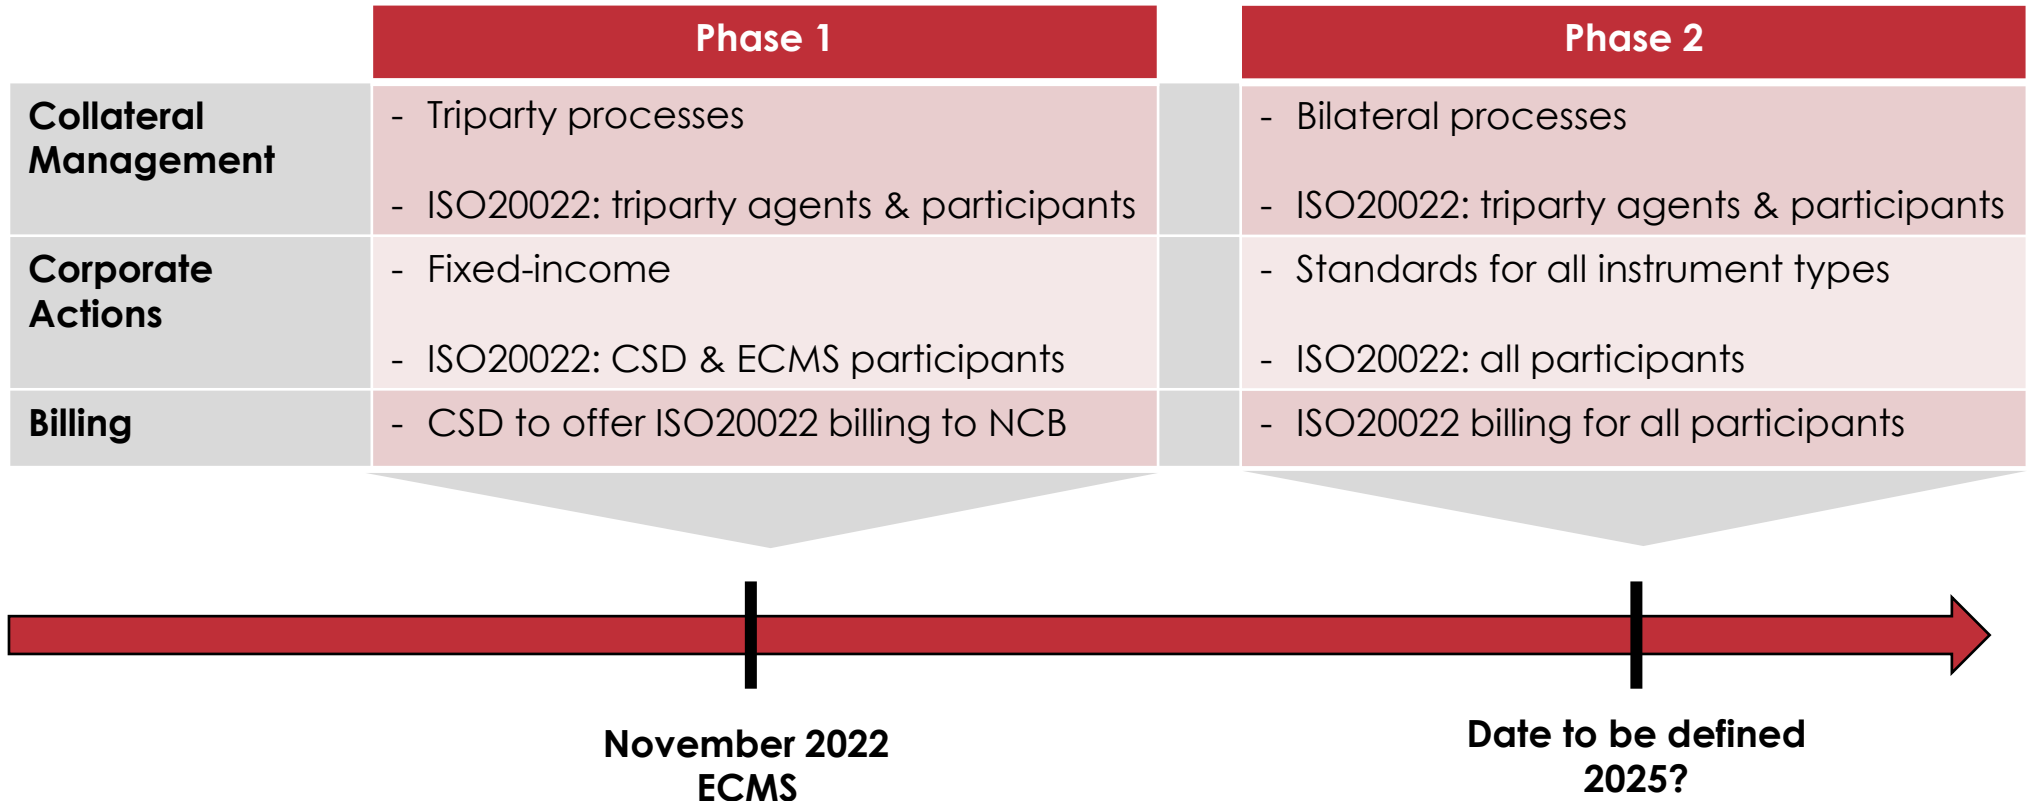 Phase 1
Phase 2
Collateral
Management
- Triparty processes
- ISO20022: triparty agents & participants
- Bilateral processes
- ISO20022: triparty agents & participants
Corporate
Actions
- Fixed-income
- ISO20022: CSD & ECMS participants
- Standards for all instrument types
- ISO20022: all participants
Billing
- CSD to offer ISO20022 billing to NCB
- ISO20022 billing for all participants
November 2022
ECMS
Date to be defined
2025?